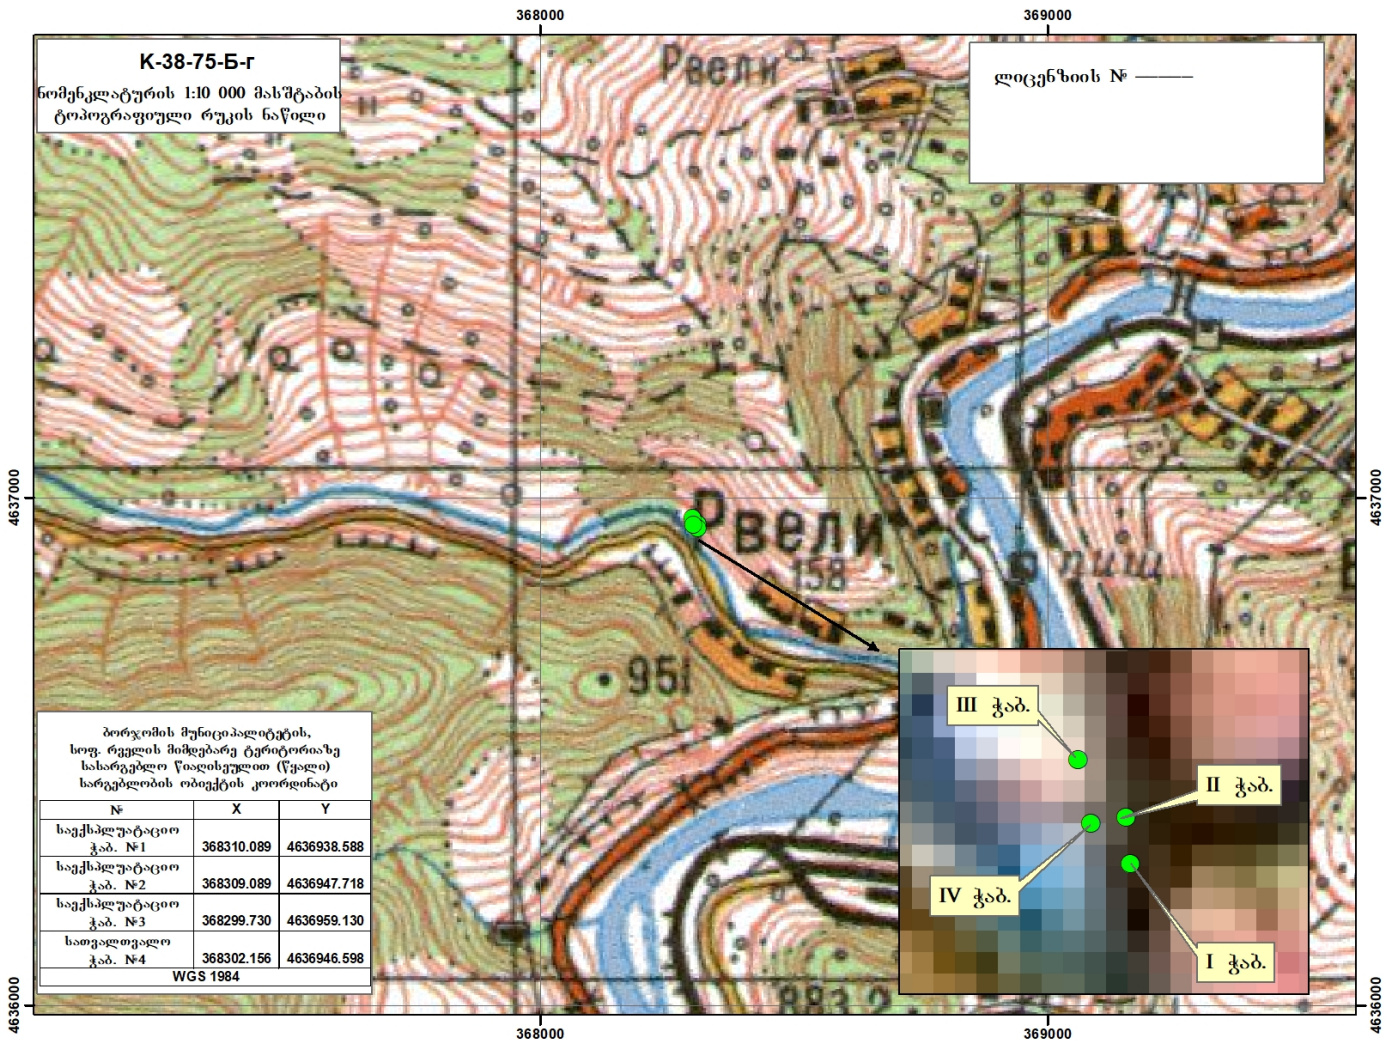 368000
369000
К-38-75-Б-г
ნომენკლატურის 1:10 000 მასშტაბის
ტოპოგრაფიული რუკის ნაწილი
ლიცენზიის №
Рвели
4637000
4637000
Рвели
158
пищ
951
III ჭაბ.
II ჭაბ.
IV ჭაბ.
I ჭაბ.
ბორჯომის მუნიციპალიტეტის,
სოფ. რველის მიმდებარე ტერიტორიაზე
სასარგებლო წიაღისეულით (წყალი)
სარგებლობის ობიექტის კოორდინატი
№ X Y
საექსპლუატაციო
ჭაბ. №1 368310.089 4636938.588
საექსპლუატაციო
ჭაბ. №2 368309.089 4636947.718
საექსპლუატაციო
ჭაბ. №3 368299.730 4636959.130
სათვალთვალო
ჭაბ. №4 368302.156 4636946.598
WGS 1984
883,2
4636000
4636000
368000
369000